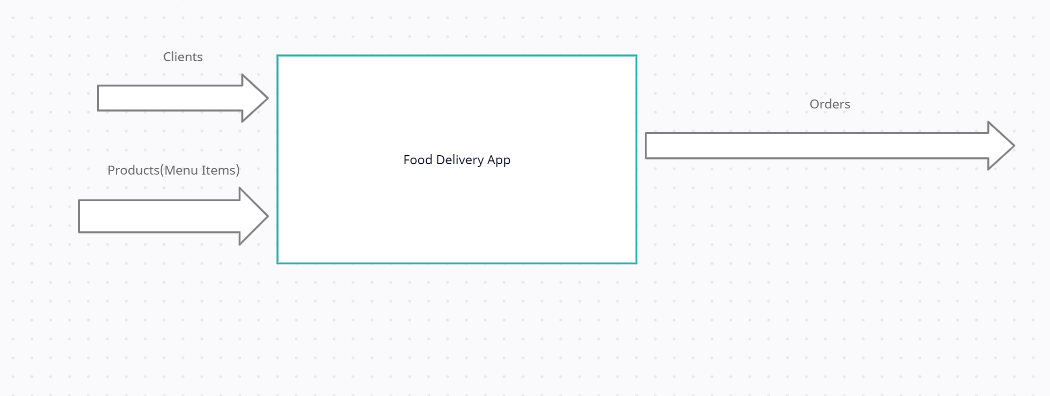 Clients
Products(Menu Items)
Food Delivery App
Orders